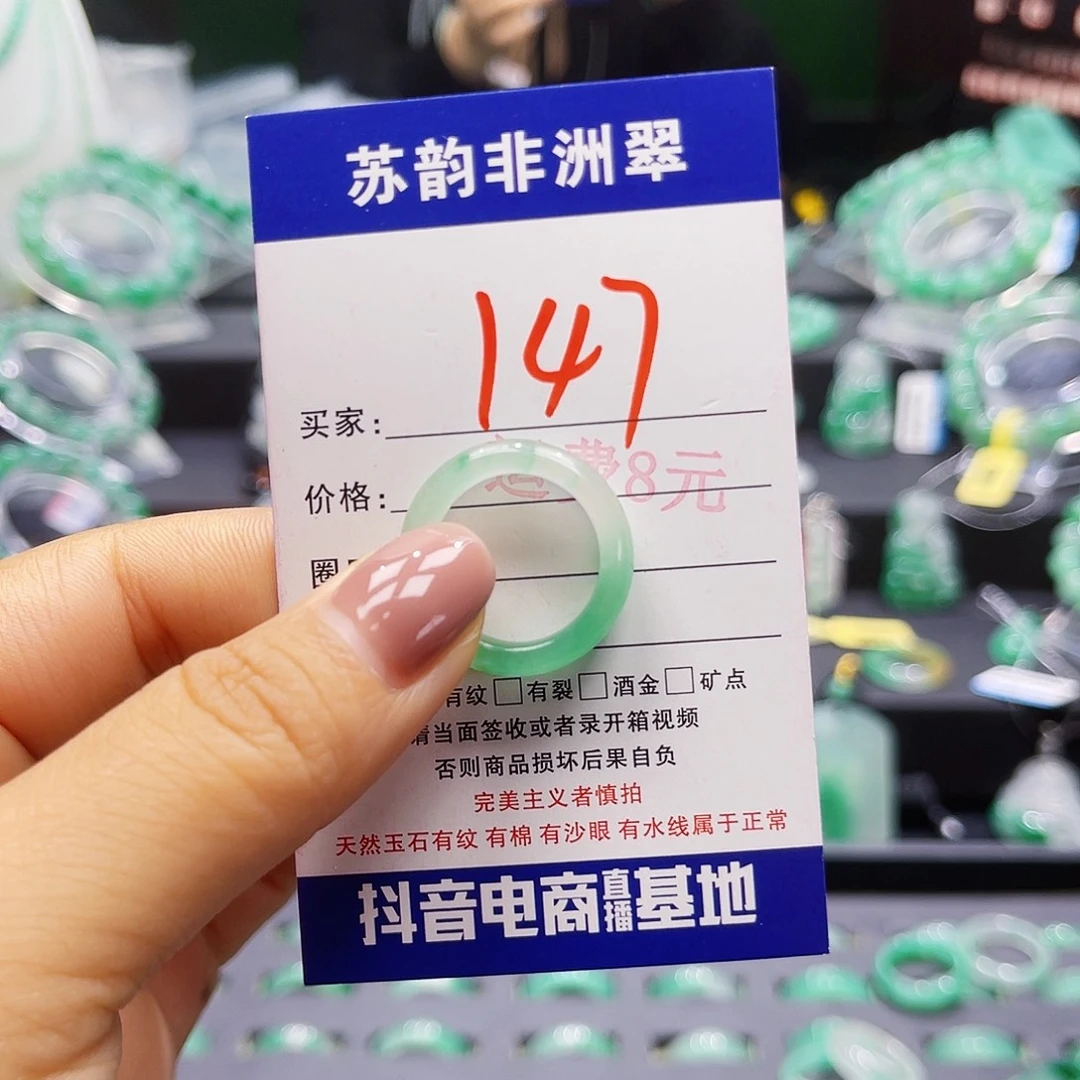 苏韵非洲翠
147
买家:
费8元
价格:
圈
有纹□有裂□酒金□矿点
请当面签收或者录开箱视频
否则商品损坏后果自负
完美主义者慎拍
天然玉石有纹 有棉 有沙眼 有水线属于正常
抖音电商直播基地